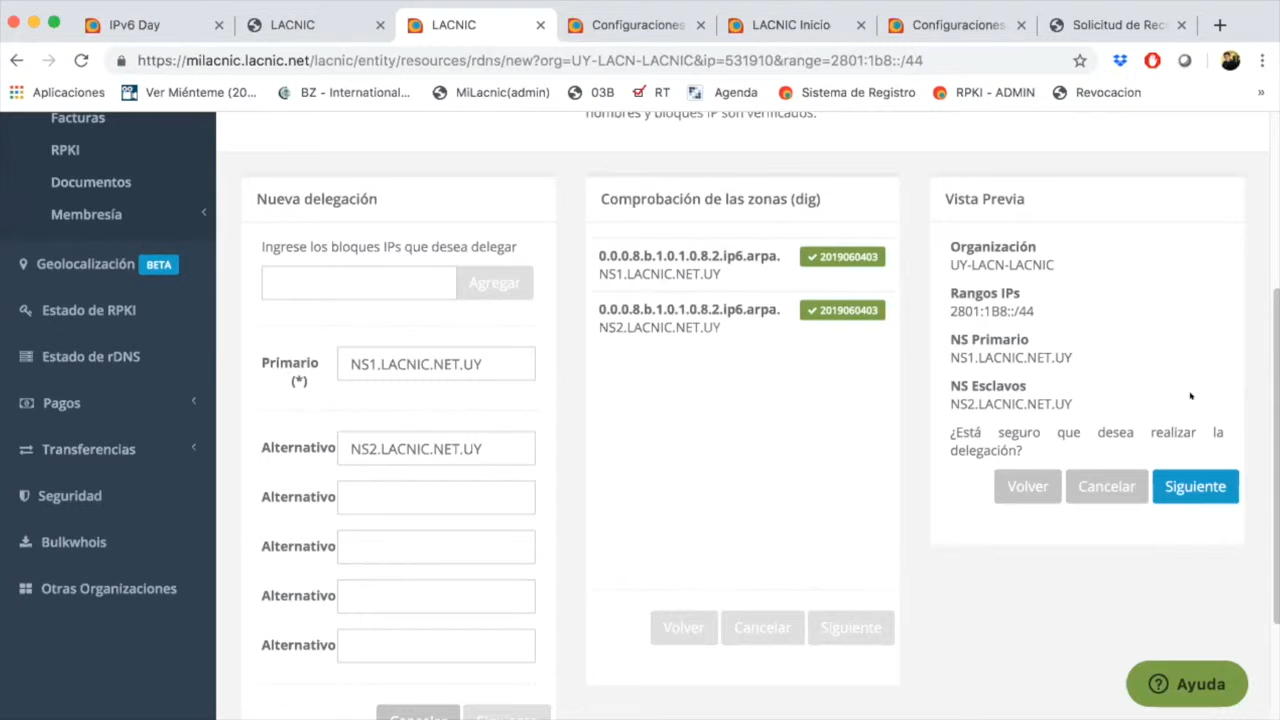 IPv6 Day
LACNIC
LACNIC
Configuraciones
LACNIC Inicio
Configuraciones
Solicitud de Rec
https://milacnic.lacnic.net/lacnic/entity/resources/rdns/new?org=UY-LACN-LACNIC&ip=531910&range=2801:1b8::/44
Aplicaciones
Ver Miénteme (20...
BZ - International...
MiLacnic(admin)
03B
RT
Agenda
Sistema de Registro
RPKI - ADMIN
Revocacion
»
Facturas
RPKI
Documentos
Membresía
Geolocalización BETA
Estado de RPKI
Estado de rDNS
Pagos
Transferencias
Seguridad
Bulkwhois
Otras Organizaciones
nombres y bloques IP son verificados.
Nueva delegación
Ingrese los bloques IPs que desea delegar
Agregar
Primario
(*)
NS1.LACNIC.NET.UY
Alternativo NS2.LACNIC.NET.UY
Alternativo
Alternativo
Alternativo
Alternativo
Cancelar Siguiente
Comprobación de las zonas (dig)
0.0.0.8.b.1.0.1.0.8.2.ip6.arpa. 2019060403
NS1.LACNIC.NET.UY
0.0.0.8.b.1.0.1.0.8.2.ip6.arpa. 2019060403
NS2.LACNIC.NET.UY
Volver Cancelar Siguiente
Vista Previa
Organización
UY-LACN-LACNIC
Rangos IPs
2801:1B8::/44
NS Primario
NS1.LACNIC.NET.UY
NS Esclavos
NS2.LACNIC.NET.UY
¿Está seguro que desea realizar la
delegación?
Volver Cancelar Siguiente
Ayuda